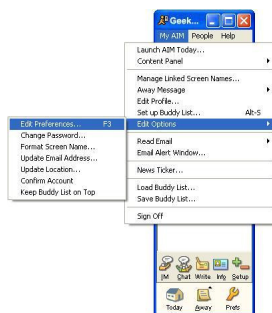 Geek...
My AIM People Help
Launch AIM Today...
Content Panel
Manage Linked Screen Names...
Away Message
Edit Profile...
Set up Buddy List... Alt-S
Edit Options
Edit Preferences... F3
Change Password...
Format Screen Name...
Update Email Address...
Update Location...
Confirm Account
Keep Buddy List on Top
Read Email
Email Alert Window...
News Ticker...
Load Buddy List...
Save Buddy List...
Sign Off
IM Chat Write Info Setup
Today Away Prefs